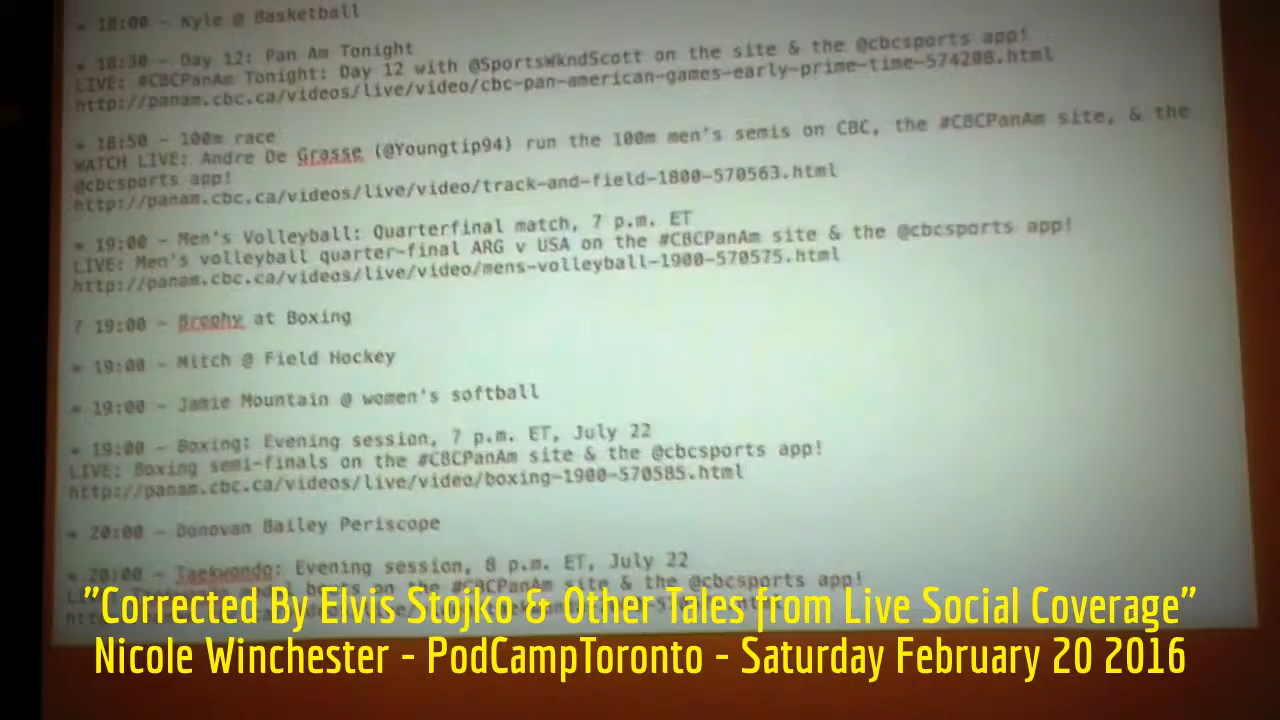 * 18:00 - Kyle @ Basketball
* 18:30 - Day 12: Pan Am Tonight
LIVE: #CBCPanAm Tonight: Day 12 with @SportsWkndScott on the site & the @cbcsports app!
http://panam.cbc.ca/videos/live/video/cbc-pan-american-games-early-prime-time-574208.html
* 18:50 - 100m race
WATCH LIVE: Andre De Grosse (@Youngtip94) run the 100m men's semis on CBC, the #CBCPanAm site, & the
@cbcsports app!
http://panam.cbc.ca/videos/live/video/track-and-field-1800-570563.html
* 19:00 - Men's Volleyball: Quarterfinal match, 7 p.m. ET
LIVE: Men's volleyball quarter-final ARG v USA on the #CBCPanAm site & the @cbcsports app!
http://panam.cbc.ca/videos/live/video/mens-volleyball-1900-570575.html
? 19:00 - Brophy at Boxing
* 19:00 - Mitch @ Field Hockey
* 19:00 - Jamie Mountain @ women's softball
* 19:00 - Boxing: Evening session, 7 p.m. ET, July 22
LIVE: Boxing semi-finals on the #CBCPanAm site & the @cbcsports app!
http://panam.cbc.ca/videos/live/video/boxing-1900-570585.html
* 20:00 - Donovan Bailey Periscope
* 20:00 - Taekwondo: Evening session, 8 p.m. ET, July 22
bouts on the #CBCPanAm site & the @cbcsports app!
"Corrected By Elvis Stojko & Other Tales from Live Social Coverage"
Nicole Winchester - PodCampToronto - Saturday February 20 2016